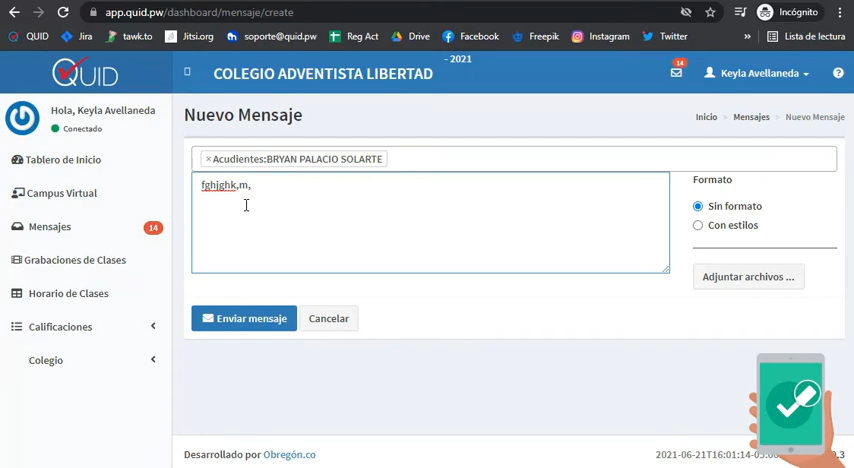 app.quid.pw/dashboard/mensaje/create
Incógnito
QUID
Jira
tawk.to
Jitsi.org
soporte@quid.pw
Reg Act
Drive
Facebook
Freepik
Instagram
Twitter
»
Lista de lectura
QUID
COLEGIO ADVENTISTA LIBERTAD
- 2021
14
Keyla Avellaneda
Hola, Keyla Avellaneda
Conectado
Nuevo Mensaje
Inicio > Mensajes > Nuevo Mensaje
Tablero de Inicio
Campus Virtual
Mensajes 14
Grabaciones de Clases
Horario de Clases
Calificaciones
Colegio
×Acudientes:BRYAN PALACIO SOLARTE
fghjghk,m,
Formato
Sin formato
Con estilos
Adjuntar archivos ...
Enviar mensaje
Cancelar
Desarrollado por Obregón.co
2021-06-21T16:01:14-05:00